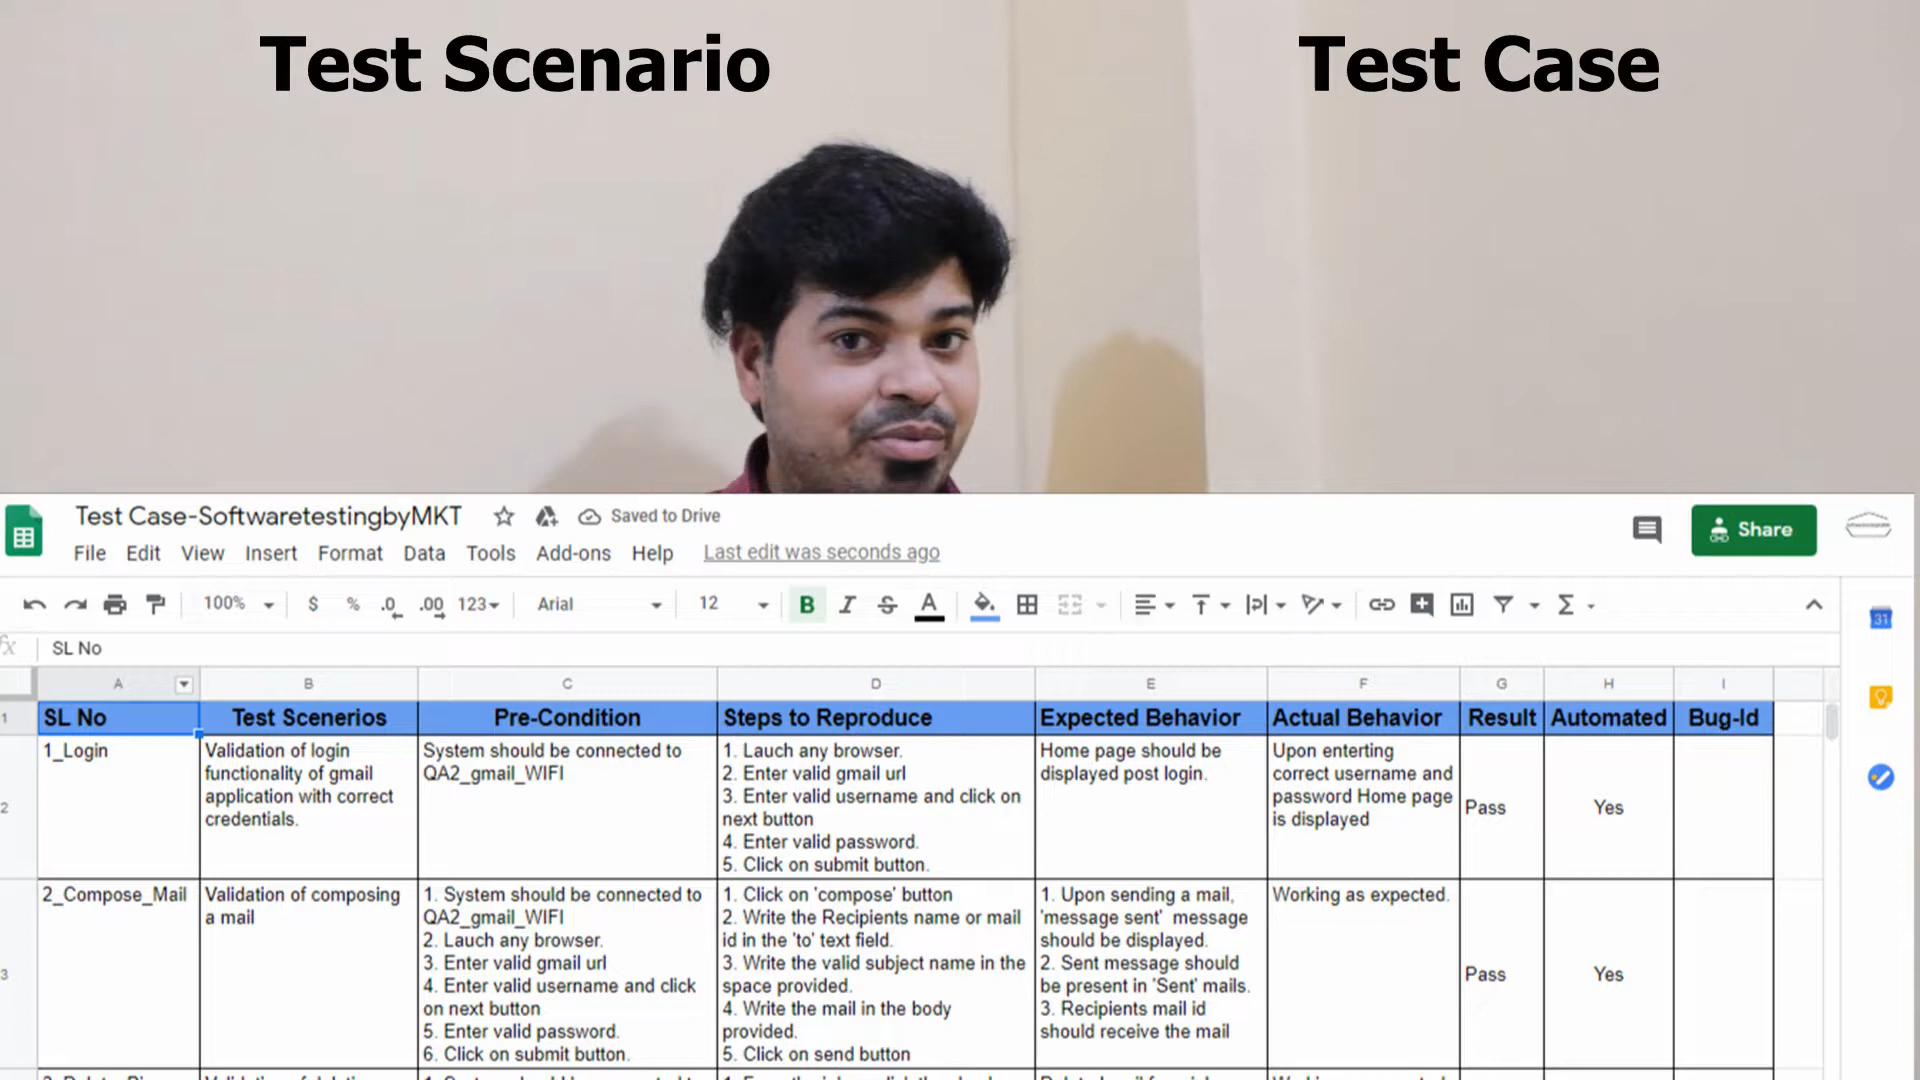 Test Scenario
Test Case
Test Case-SoftwaretestingbyMKT
Saved to Drive
File Edit View Insert Format Data Tools Add-ons Help Last edit was seconds ago
Share
100% $ % .0 .00 123 Arial 12 B I S A
31
fx SL No
A B C D E F G H I
1 SL No Test Scenerios Pre-Condition Steps to Reproduce Expected Behavior Actual Behavior Result Automated Bug-Id
2
1_Login
Validation of login
functionality of gmail
application with correct
credentials.
System should be connected to
QA2_gmail_WIFI
1. Lauch any browser.
2. Enter valid gmail url
3. Enter valid username and click on
next button
4. Enter valid password.
5. Click on submit button.
Home page should be
displayed post login.
Upon enterting
correct username and
password Home page
is displayed
Pass
Yes
3
2_Compose_Mail
Validation of composing
a mail
1. System should be connected to
QA2_gmail_WIFI
2. Lauch any browser.
3. Enter valid gmail url
4. Enter valid username and click
on next button
5. Enter valid password.
6. Click on submit button.
1. Click on 'compose' button
2. Write the Recipients name or mail
id in the 'to' text field.
3. Write the valid subject name in the
space provided.
4. Write the mail in the body
provided.
5. Click on send button
1. Upon sending a mail,
'message sent' message
should be displayed.
2. Sent message should
be present in 'Sent' mails.
3. Recipients mail id
should receive the mail
Working as expected.
Pass
Yes